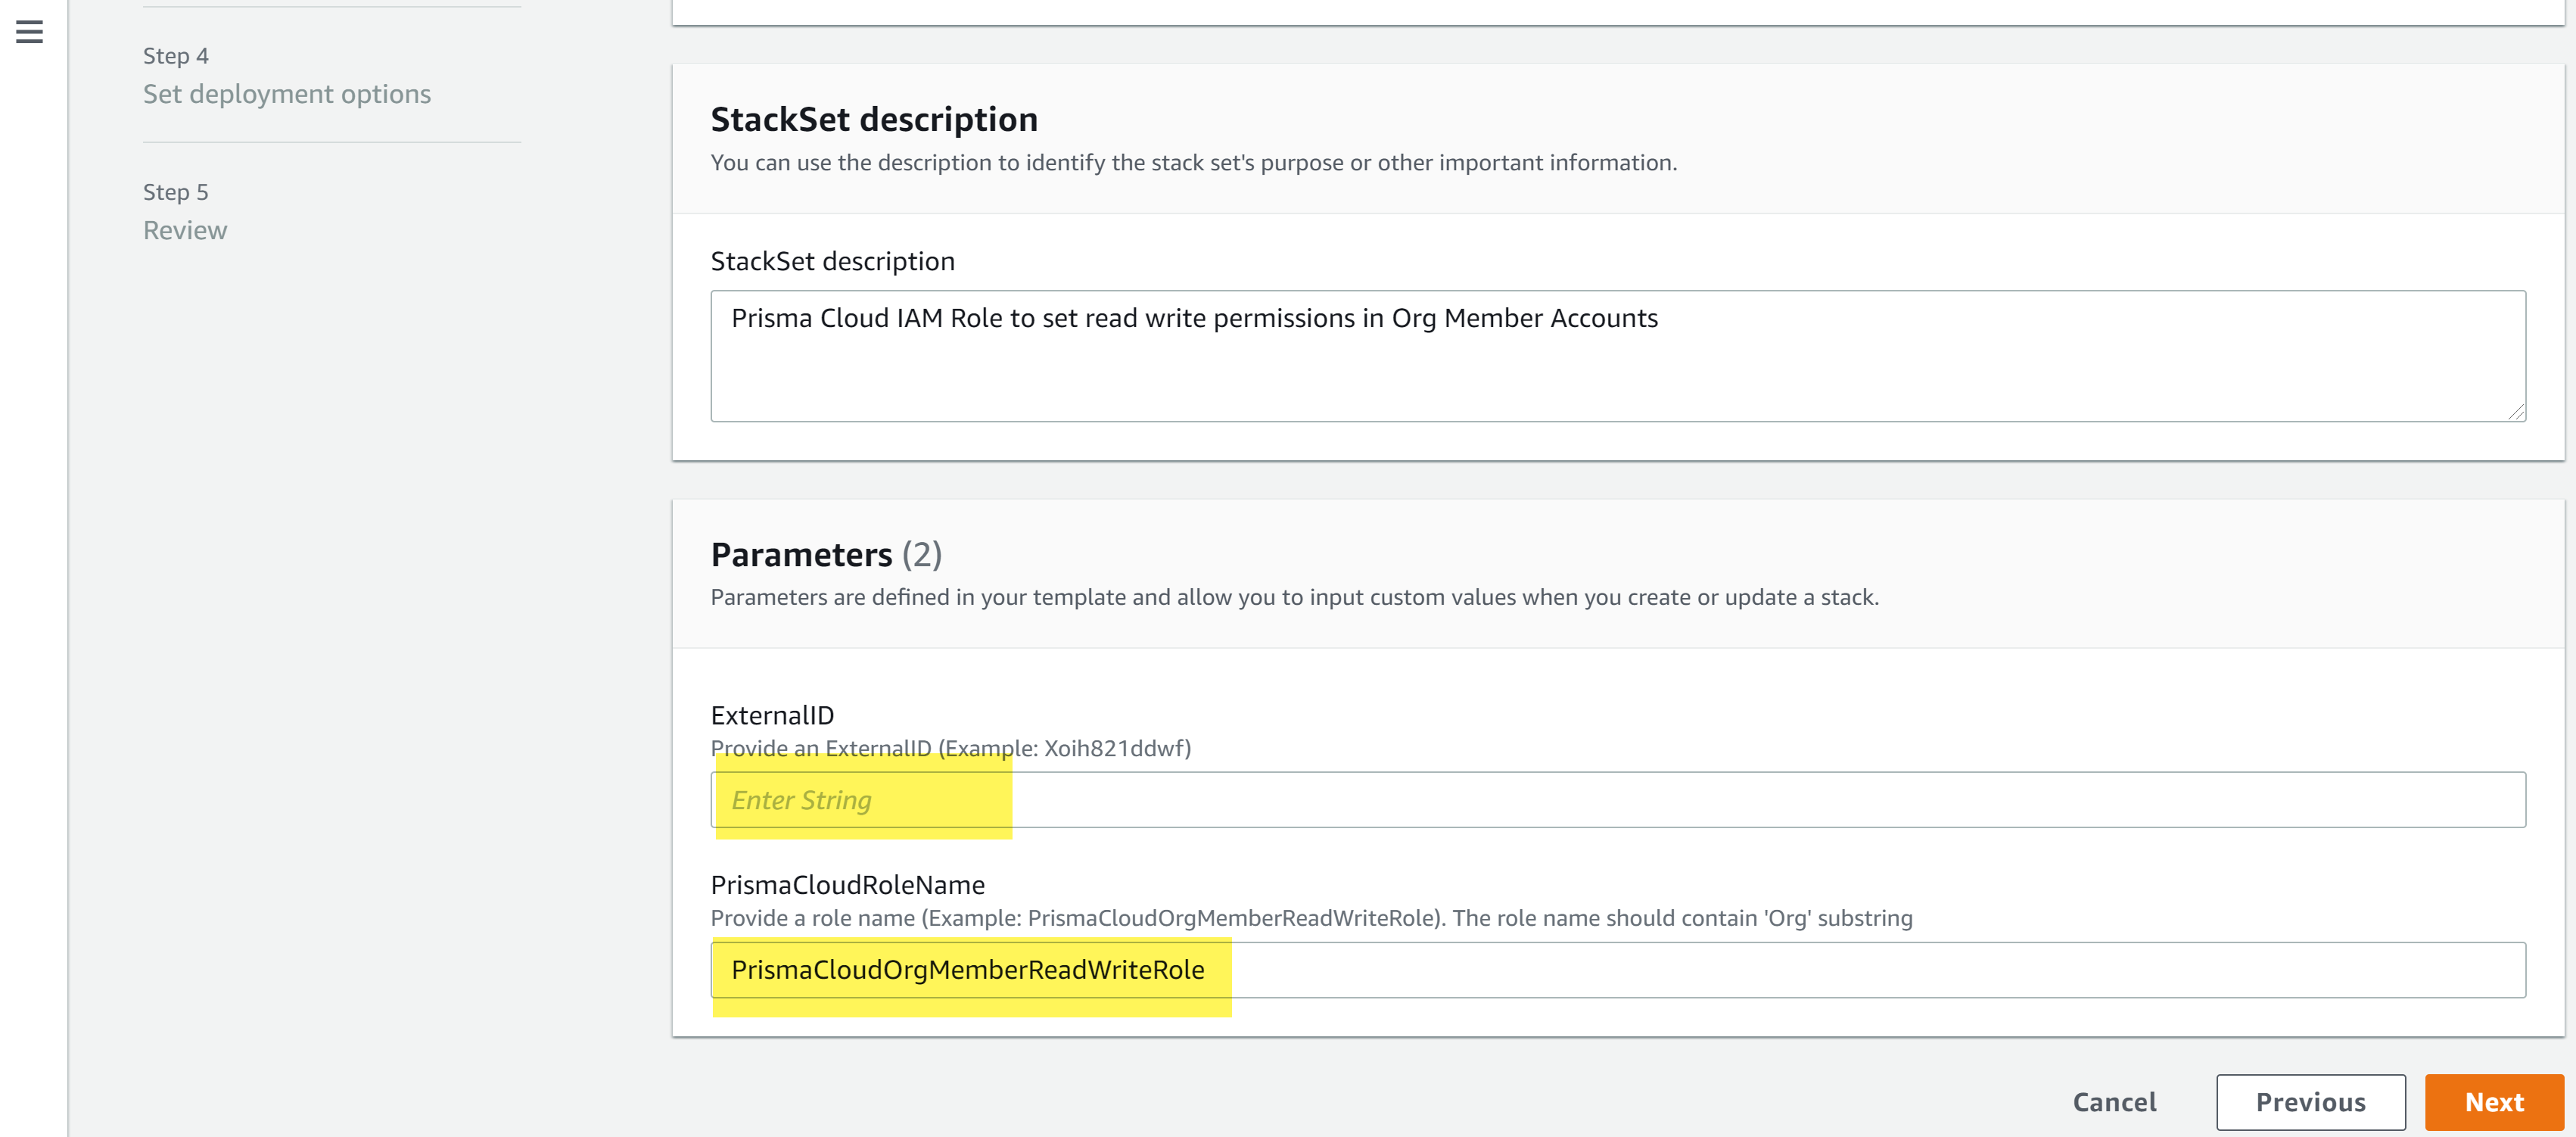 Step 4
Set deployment options
Step 5
Review
StackSet description
You can use the description to identify the stack set's purpose or other important information.
StackSet description
Prisma Cloud IAM Role to set read write permissions in Org Member Accounts
Parameters (2)
Parameters are defined in your template and allow you to input custom values when you create or update a stack.
ExternalID
Provide an ExternalID (Example: Xoih821ddwf)
Enter String
PrismaCloudRoleName
Provide a role name (Example: PrismaCloudOrgMemberReadWriteRole). The role name should contain 'Org' substring
PrismaCloudOrgMemberReadWriteRole
Cancel Previous Next